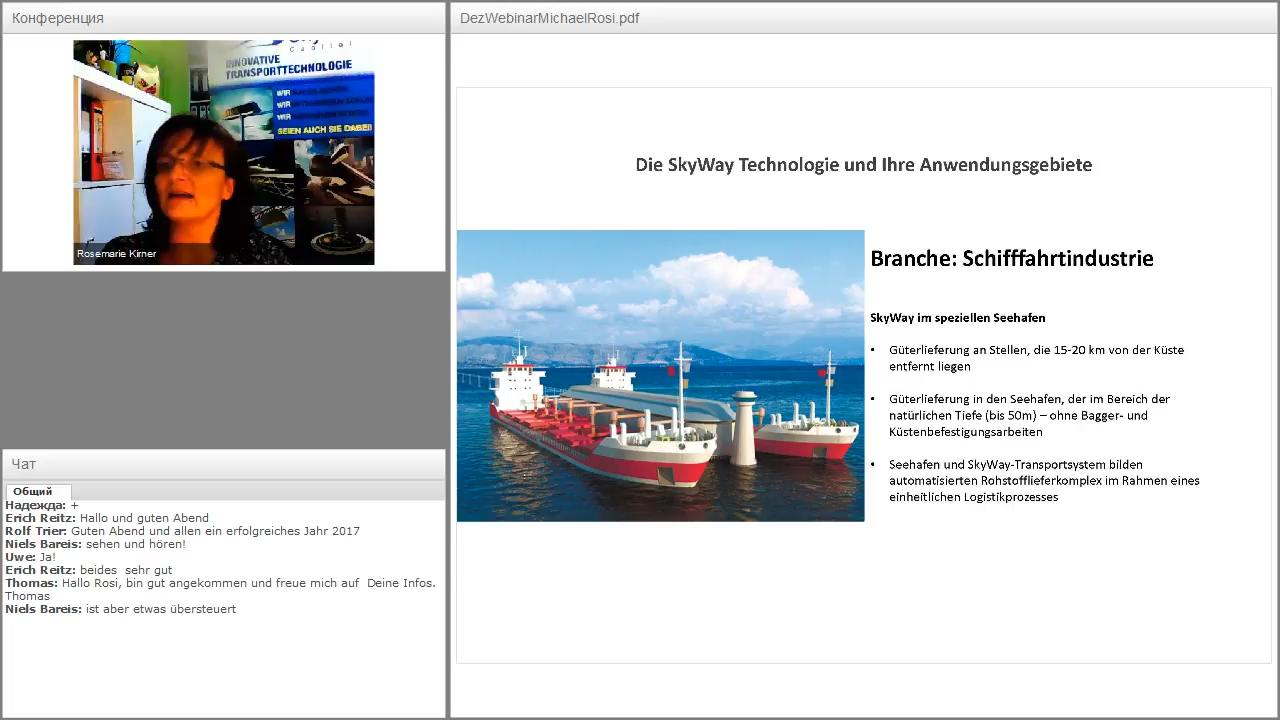 Конференция
Capital
INNOVATIVE
TRANSPORTTECHNOLOGIE
WIR
WIR
WIR
SEIEN AUCH SIE DABEI!
Rosemarie Kirner
Чат
Общий
Надежда: +
Erich Reitz: Hallo und guten Abend
Rolf Trier: Guten Abend und allen ein erfolgreiches Jahr 2017
Niels Bareis: sehen und hören!
Uwe: Ja!
Erich Reitz: beides sehr gut
Thomas: Hallo Rosi, bin gut angekommen und freue mich auf Deine Infos.
Thomas
Niels Bareis: ist aber etwas übersteuert
DezWebinarMichaelRosi.pdf
Die SkyWay Technologie und Ihre Anwendungsgebiete
Branche: Schifffahrtindustrie
SkyWay im speziellen Seehafen
• Güterlieferung an Stellen, die 15-20 km von der Küste
entfernt liegen
• Güterlieferung in den Seehafen, der im Bereich der
natürlichen Tiefe (bis 50m) – ohne Bagger- und
Küstenbefestigungsarbeiten
• Seehafen und SkyWay-Transportsystem bilden
automatisierten Rohstofflieferkomplex im Rahmen eines
einheitlichen Logistikprozesses